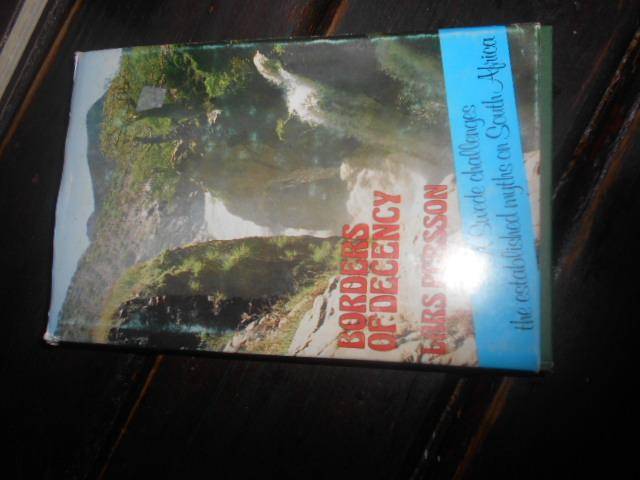 BORDERS
OF DECENCY
LARS PERSSON
A Swede challenges
the established myths on South Africa